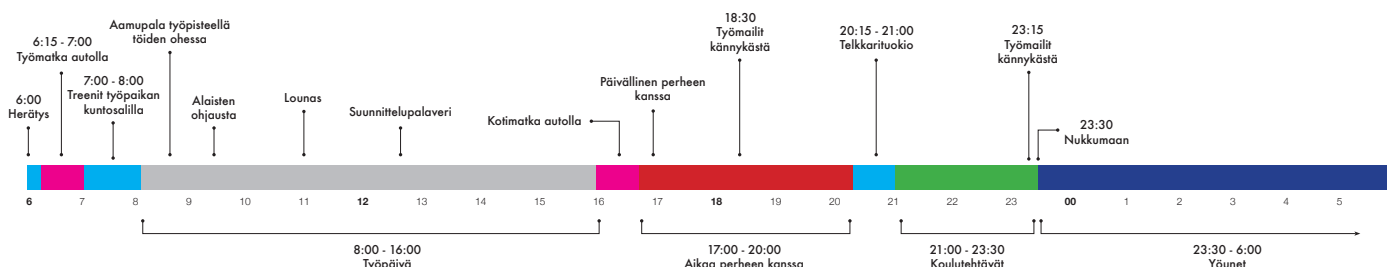 6:00
Herätys
6:15 - 7:00
Työmatka autolla
7:00 - 8:00
Treenit työpaikan
kuntosalilla
Aamupala työpisteellä
töiden ohessa
Alaisten
ohjausta
Lounas
Suunnittelupalaveri
Kotimatka autolla
Päivällinen perheen
kanssa
18:30
Työmailit
kännykästä
20:15 - 21:00
Telkkarituokio
23:15
Työmailit
kännykästä
23:30
Nukkumaan
6 7 8 9 10 11 12 13 14 15 16 17 18 19 20 21 22 23 00 1 2 3 4 5
8:00 - 16:00
Työpäivä
17:00 - 20:00
Aikaa perheen kanssa
21:00 - 23:30
Koulutehtävät
23:30 - 6:00
Yöunet